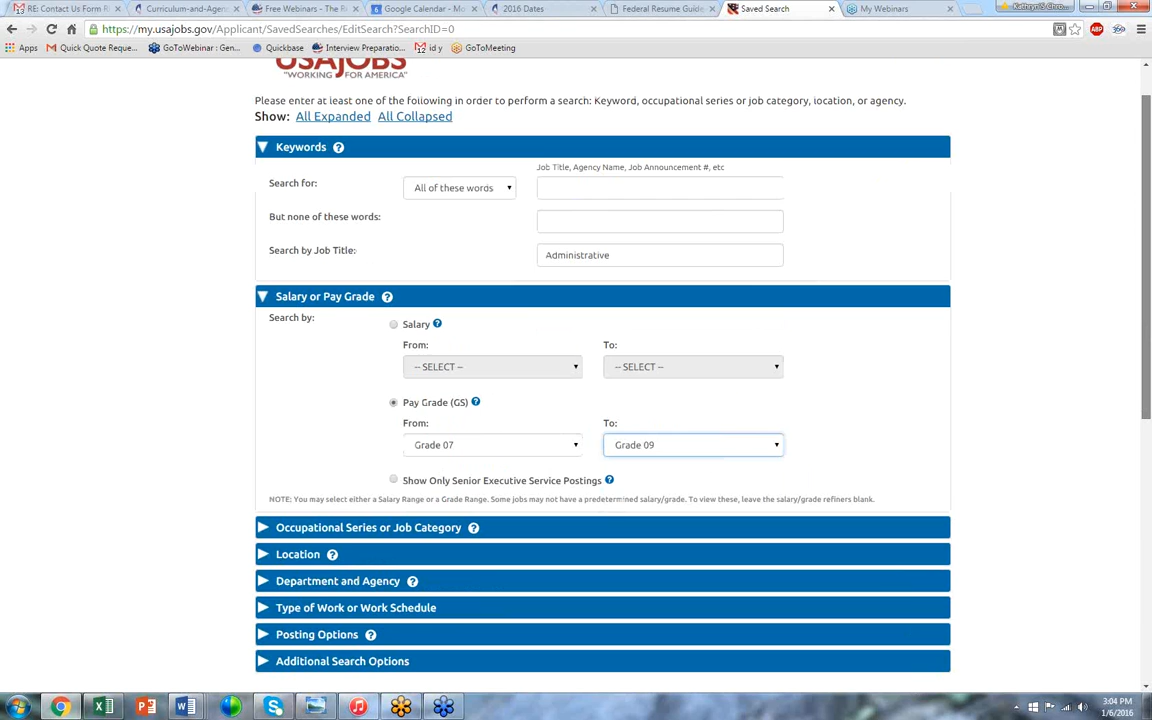 RE: Contact Us Form R
Curriculum-and-Agen
Free Webinars - The R
Google Calendar - Mo
2016 Dates
Federal Resume Guide
Saved Search
My Webinars
Kathryn S Chro...
https://my.usajobs.gov/Applicant/SavedSearches/EditSearch?SearchID=0
Apps
Quick Quote Reque...
GoToWebinar : Gen...
Quickbase
Interview Preparatio...
id y
GoToMeeting
USAJOBS
"WORKING FOR AMERICA"
Please enter at least one of the following in order to perform a search: Keyword, occupational series or job category, location, or agency.
Show: All Expanded All Collapsed
Keywords ?
Job Title, Agency Name, Job Announcement #, etc
Search for: All of these words
But none of these words:
Search by Job Title: Administrative
Salary or Pay Grade ?
Search by: Salary ?
From: To:
-- SELECT -- -- SELECT --
Pay Grade (GS) ?
From: To:
Grade 07 Grade 09
Show Only Senior Executive Service Postings ?
NOTE: You may select either a Salary Range or a Grade Range. Some jobs may not have a predetermined salary/grade. To view these, leave the salary/grade refiners blank.
Occupational Series or Job Category ?
Location ?
Department and Agency ?
Type of Work or Work Schedule
Posting Options ?
Additional Search Options
3:04 PM
1/6/2016